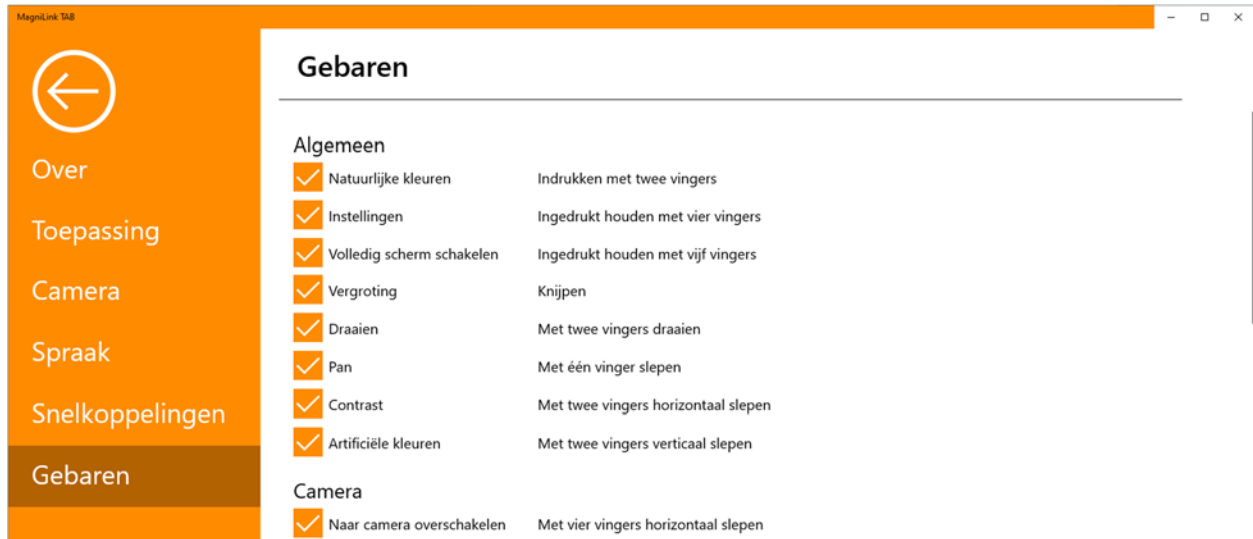 MagniLink TAB
Over
Toepassing
Camera
Spraak
Snelkoppelingen
Gebaren
Gebaren
Algemeen
Natuurlijke kleuren Indrukken met twee vingers
Instellingen Ingedrukt houden met vier vingers
Volledig scherm schakelen Ingedrukt houden met vijf vingers
Vergroting Knijpen
Draaien Met twee vingers draaien
Pan Met één vinger slepen
Contrast Met twee vingers horizontaal slepen
Artificiële kleuren Met twee vingers verticaal slepen
Camera
Naar camera overschakelen Met vier vingers horizontaal slepen